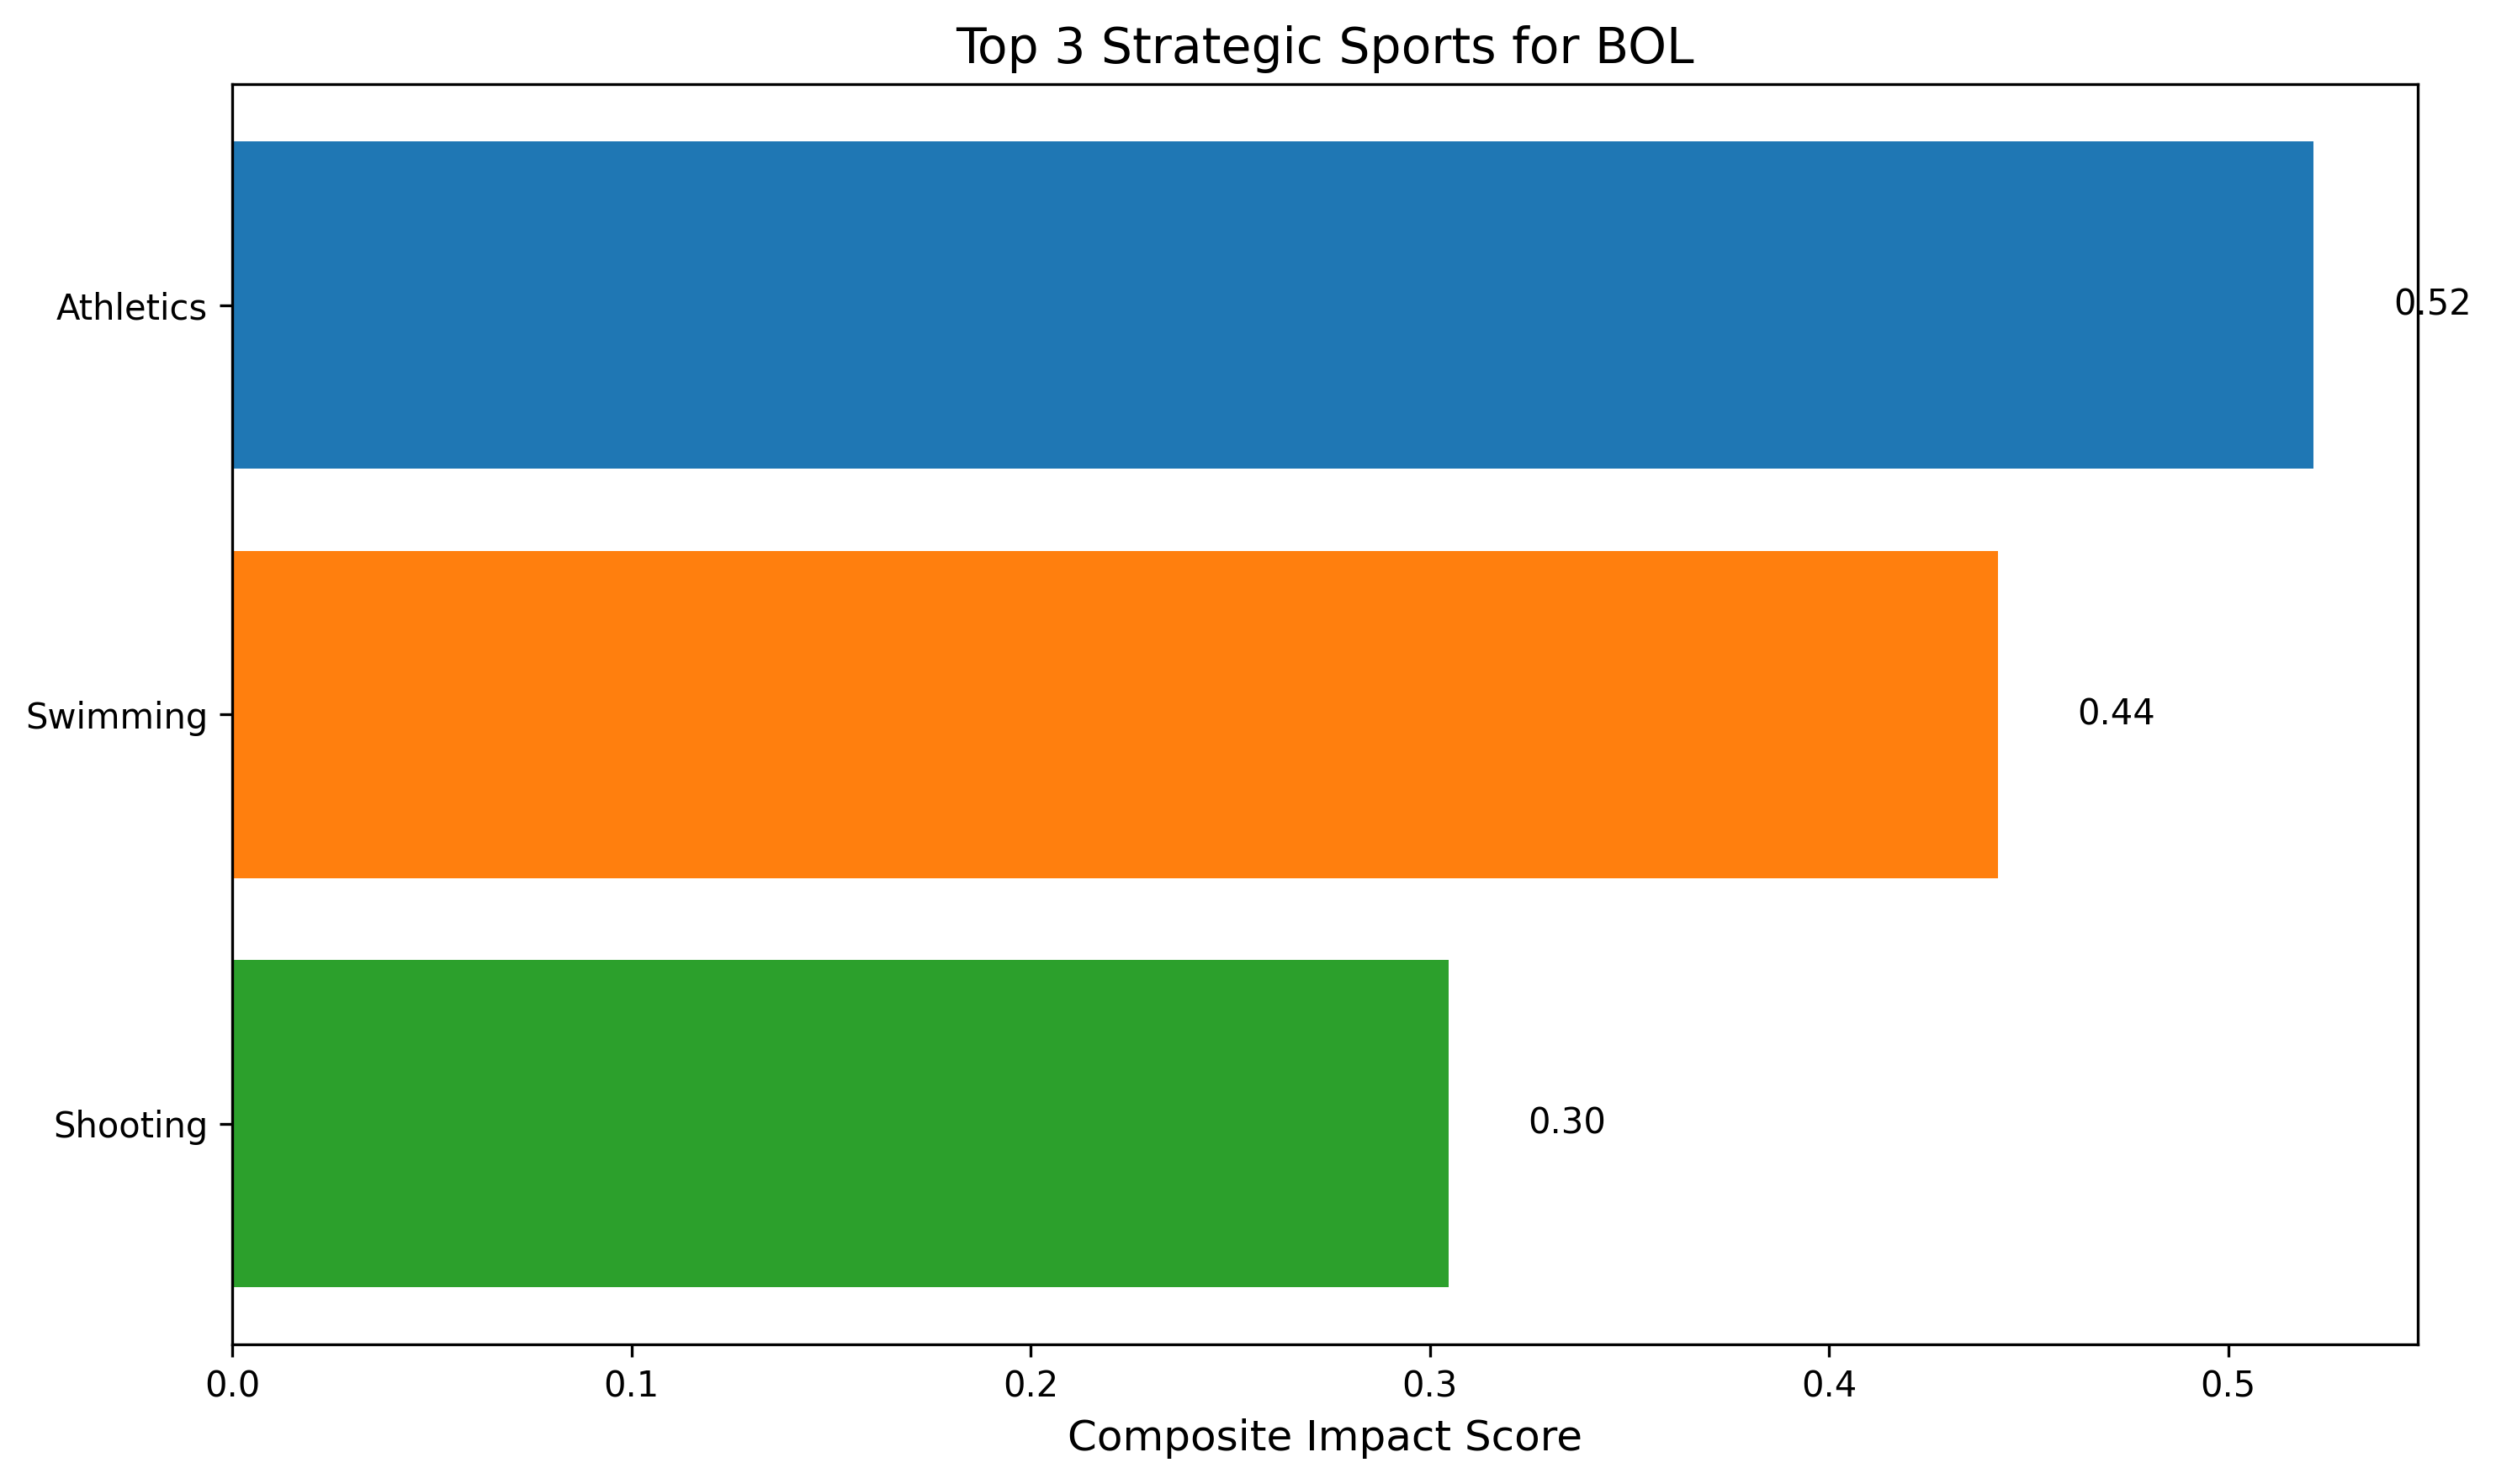 Top 3 Strategic Sports for BOL
Athletics
0.52
Swimming
0.44
Shooting
0.30
0.0 0.1 0.2 0.3 0.4 0.5
Composite Impact Score